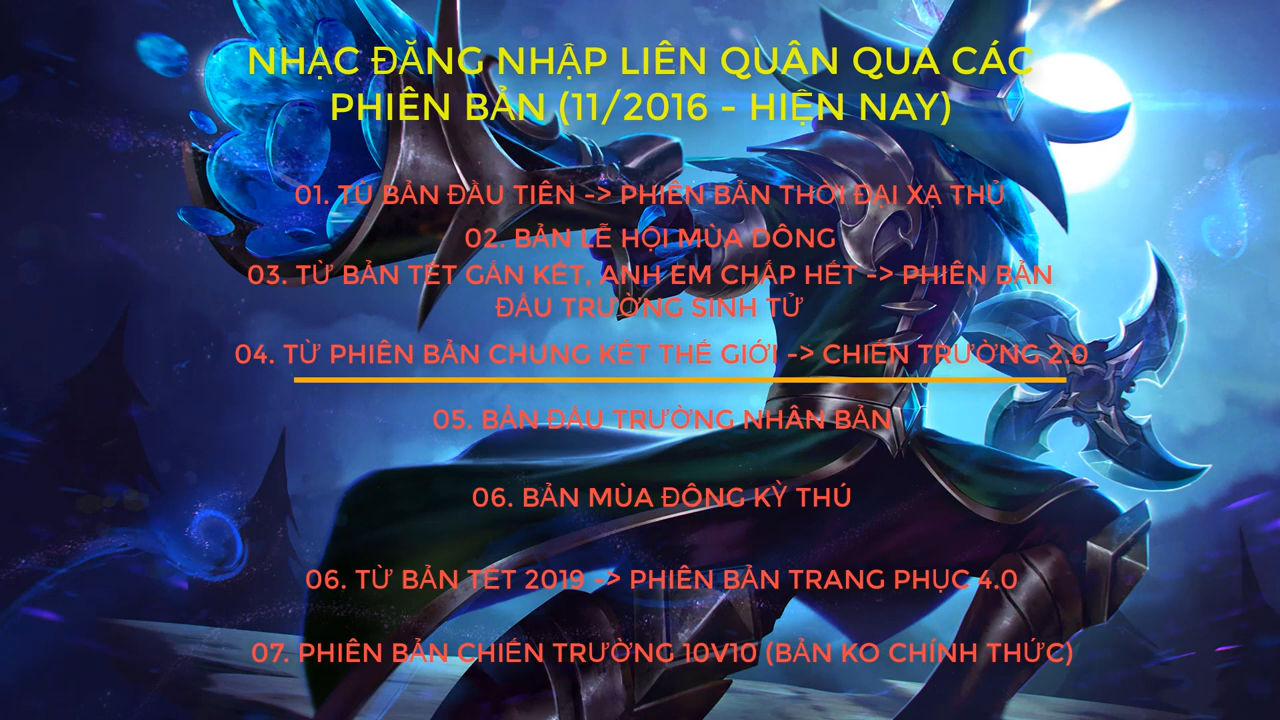 NHẠC ĐĂNG NHẬP LIÊN QUÂN QUA CÁC
PHIÊN BẢN (11/2016 - HIỆN NAY)
01. TỪ BẢN ĐẦU TIÊN -> PHIÊN BẢN THỜI ĐẠI XẠ THỦ
02. BẢN LỄ HỘI MÙA DÔNG
03. TỪ BẢN TẾT GẮN KẾT, ANH EM CHẤP HẾT -> PHIÊN BẢN
ĐẤU TRƯỜNG SINH TỬ
04. TỪ PHIÊN BẢN CHUNG KẾT THẾ GIỚI -> CHIẾN TRƯỜNG 2.0
05. BẢN ĐẤU TRƯỜNG NHÂN BẢN
06. BẢN MÙA ĐÔNG KỲ THÚ
06. TỪ BẢN TẾT 2019 -> PHIÊN BẢN TRANG PHỤC 4.0
07. PHIÊN BẢN CHIẾN TRƯỜNG 10V10 (BẢN KO CHÍNH THỨC)